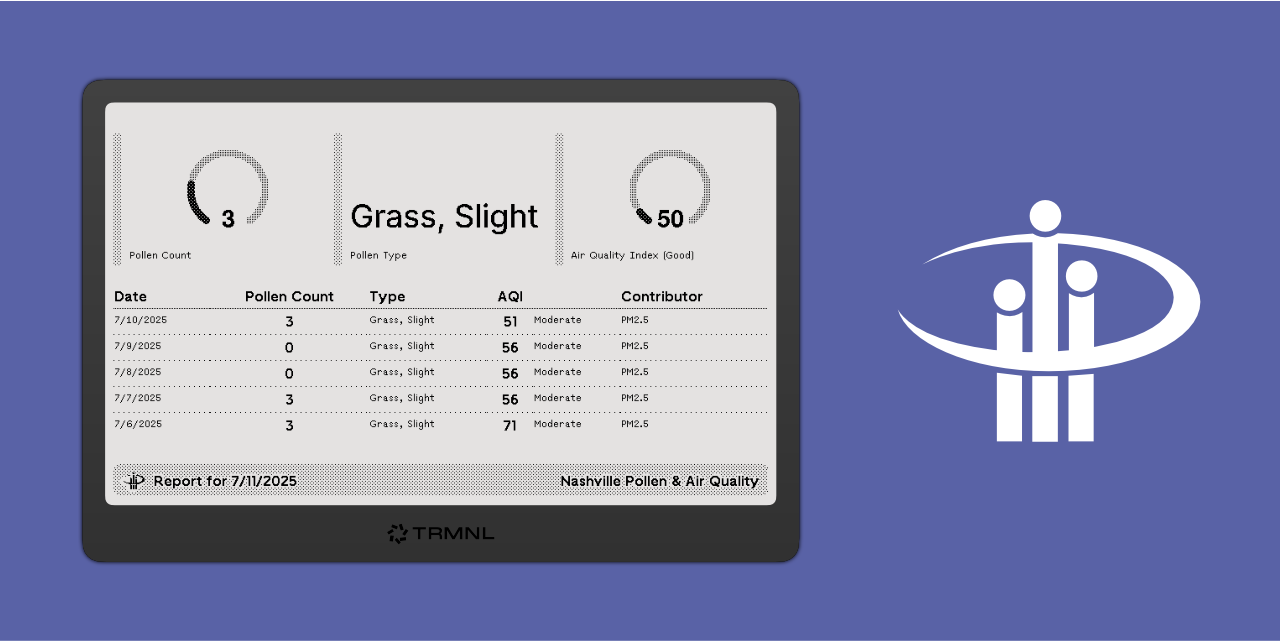 3
Grass, Slight
50
Pollen Count
Pollen Type
Air Quality Index (Good)
Date Pollen Count Type AQI Contributor
7/10/2025 3 Grass, Slight 51 Moderate PM2.5
7/9/2025 0 Grass, Slight 56 Moderate PM2.5
7/8/2025 0 Grass, Slight 56 Moderate PM2.5
7/7/2025 3 Grass, Slight 56 Moderate PM2.5
7/6/2025 3 Grass, Slight 71 Moderate PM2.5
Report for 7/11/2025 Nashville Pollen & Air Quality
TRMNL